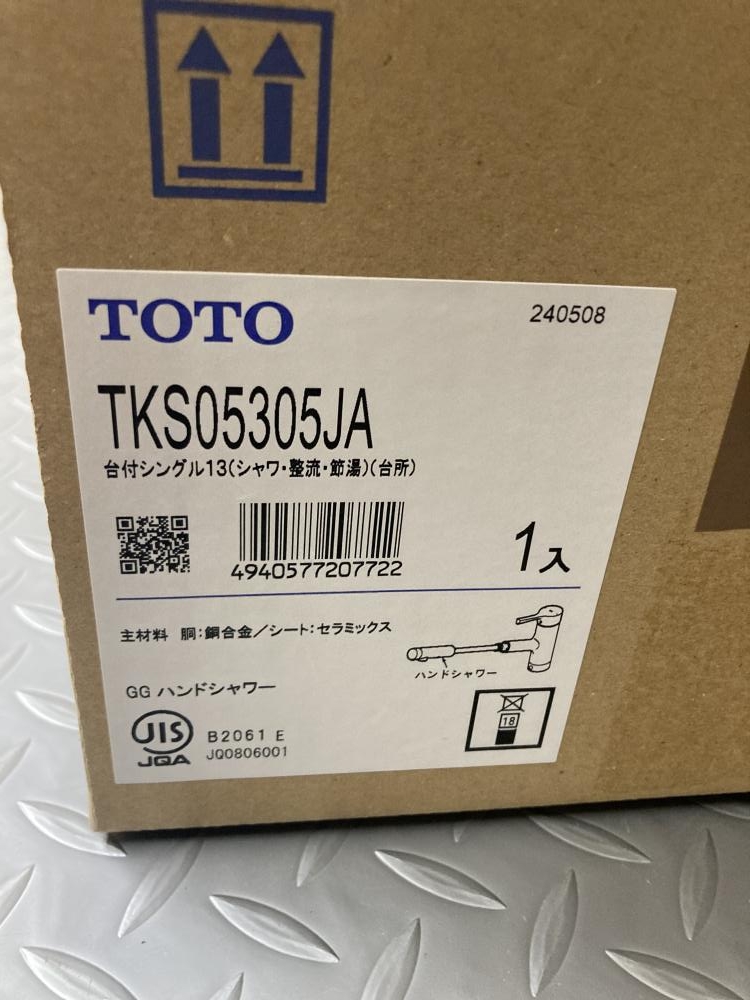 TOTO
240508
TKS05305JA
台付シングル13(シャワ・整流・節湯)(台所)
4940577207722
1入
主材料 胴:銅合金/シート:セラミックス
ハンドシャワー
GG ハンドシャワー
18
JIS
JQA
B2061 E
JQ0806001